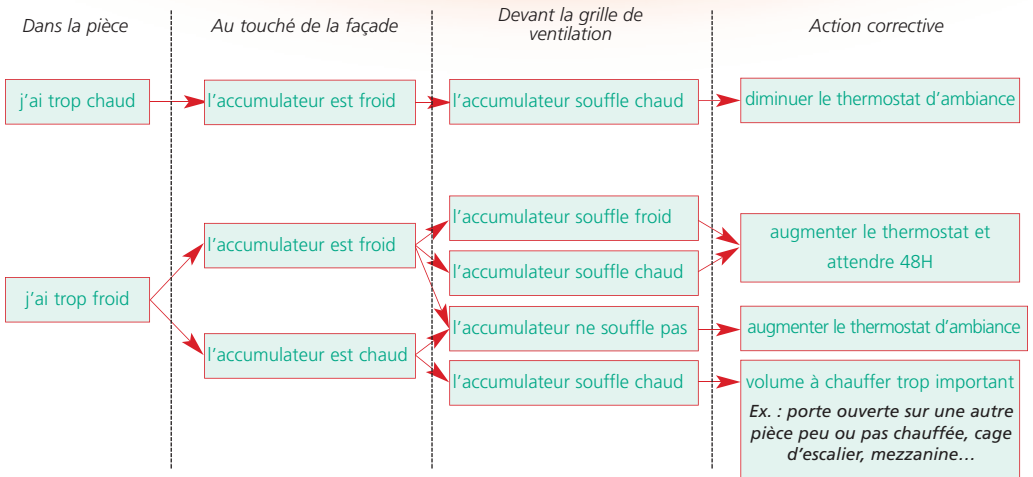 Dans la pièce
Au touché de la façade
Devant la grille de
ventilation
Action corrective
j'ai trop chaud
l'accumulateur est froid
l'accumulateur souffle chaud
diminuer le thermostat d'ambiance
j'ai trop froid
l'accumulateur est froid
l'accumulateur est chaud
l'accumulateur souffle froid
l'accumulateur souffle chaud
l'accumulateur ne souffle pas
l'accumulateur souffle chaud
augmenter le thermostat et
attendre 48H
augmenter le thermostat d'ambiance
volume à chauffer trop important
Ex. : porte ouverte sur une autre
pièce peu ou pas chauffée, cage
d'escalier, mezzanine...